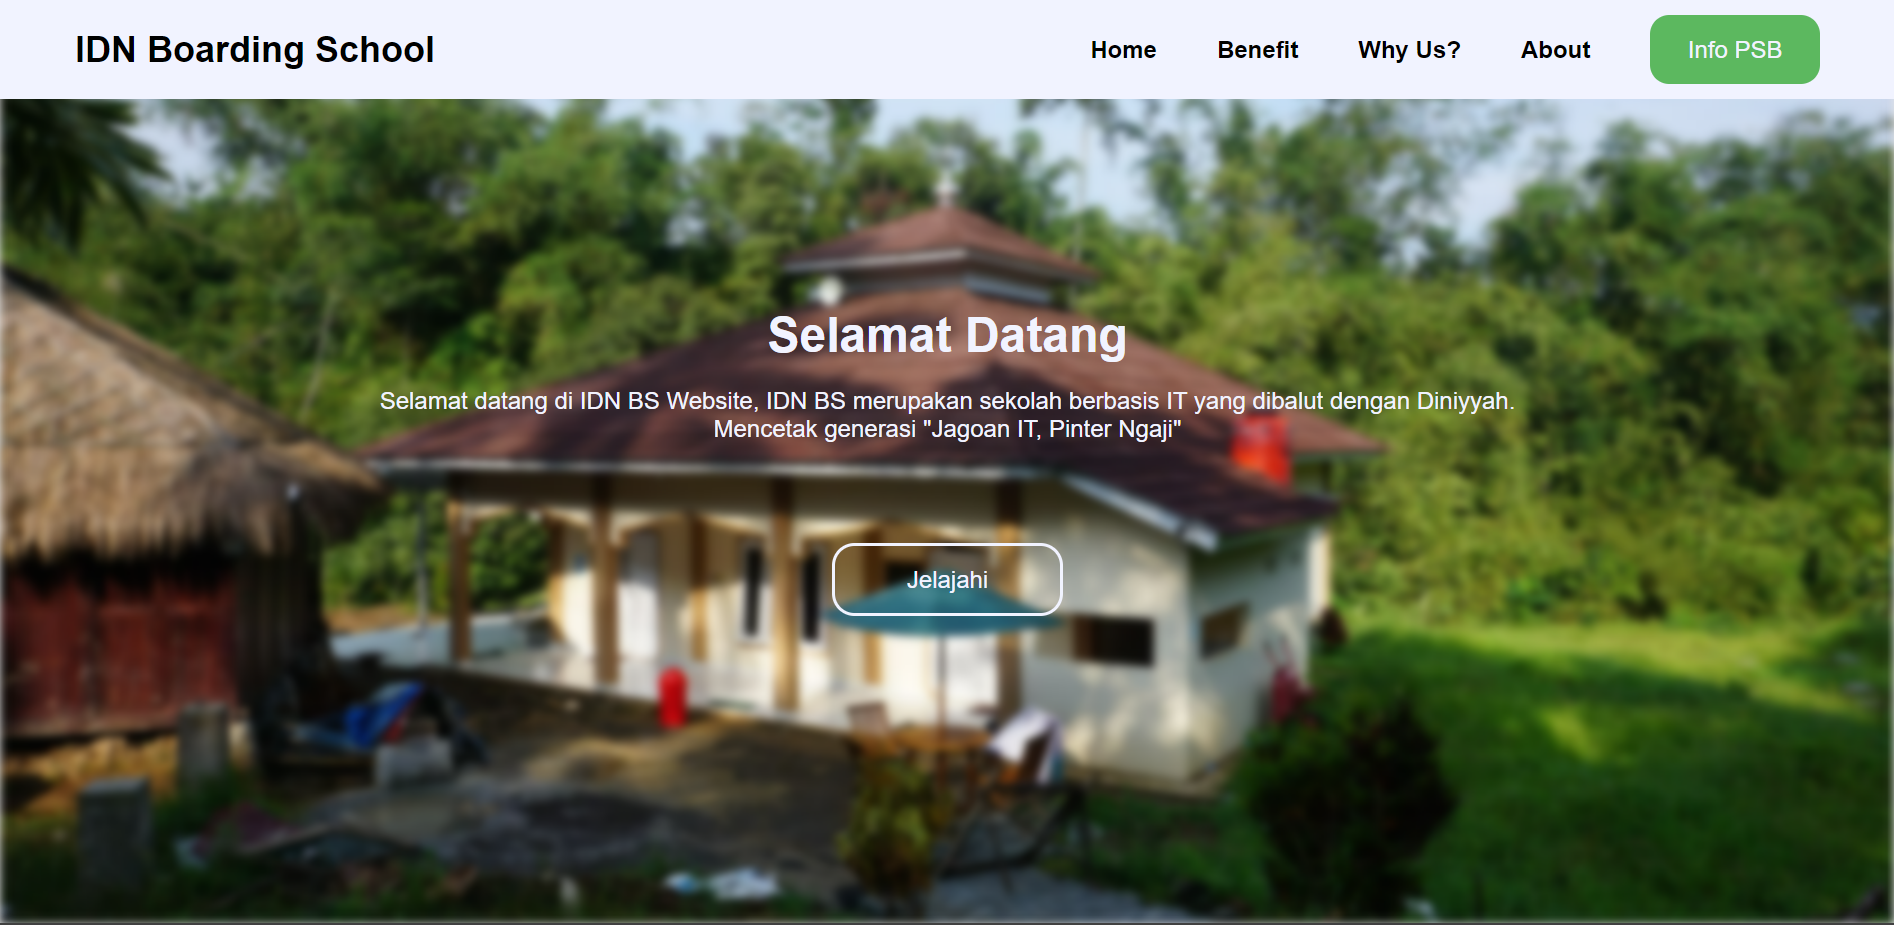 IDN Boarding School
Home
Benefit
Why Us?
About
Info PSB
Selamat Datang
Selamat datang di IDN BS Website, IDN BS merupakan sekolah berbasis IT yang dibalut dengan Diniyyah.
Mencetak generasi "Jagoan IT, Pinter Ngaji"
Jelajahi